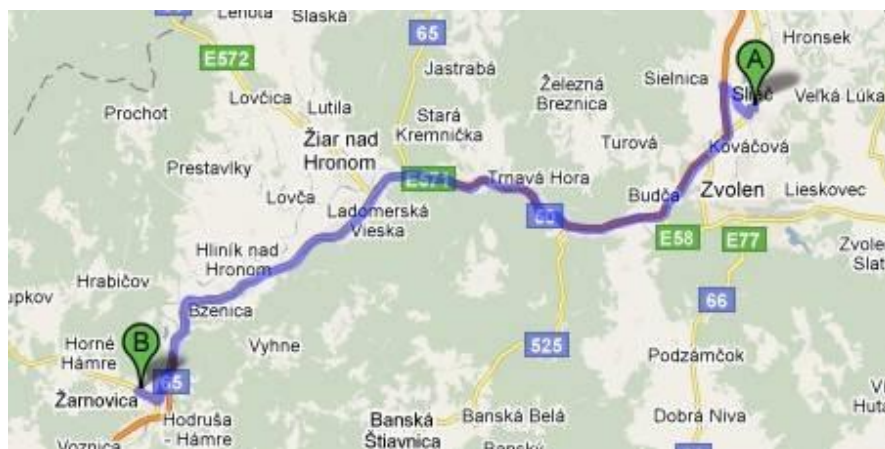 Lehota
Slaská
65
Hronsek
E572
Jastrabá
A
Sielnica
Železná
Breznica
Sliač
Veľká Lúka
Lovčica
Prochot
Lutila
Stará
Kremnička
Žiar nad
Hronom
Turová
Kováčová
Prestavlky
E571
Trnavá Hora
Lovča
Budča
Zvolen
Lieskovec
Ladomerská
Vieska
65
E58
E77
Hliník nad
Hronom
Zvolen
Slat
Hrabičov
upkov
Bzenica
66
B
Horné
Hámre
Vyhne
525
Podzámčok
65
Žarnovica
Hodruša
- Hámre
Banská
Štiavnica
Banská Belá
Dobrá Niva
Huta
Voznica
Banský